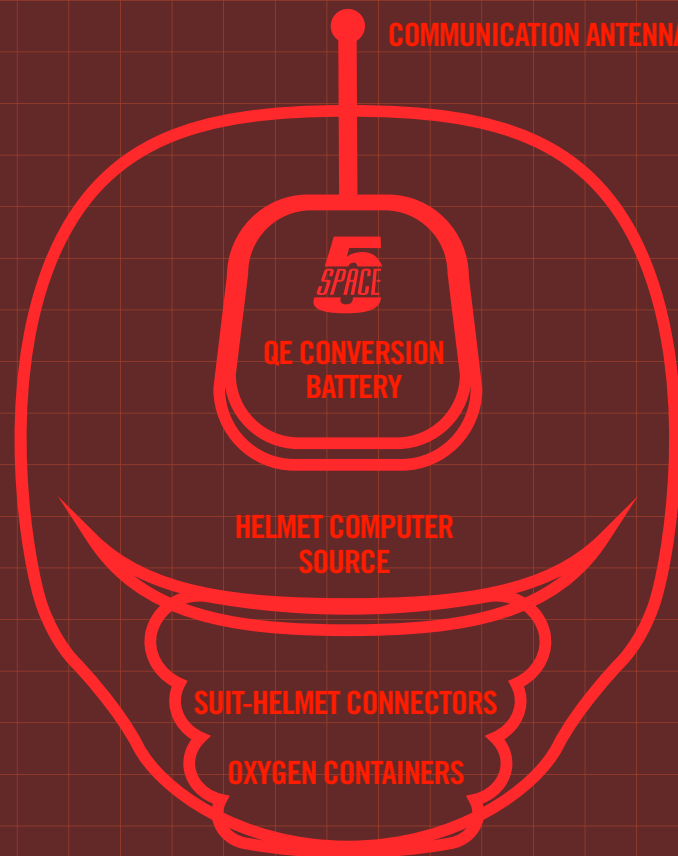 COMMUNICATION ANTENNA
5
SPACE
QE CONVERSION
BATTERY
HELMET COMPUTER
SOURCE
SUIT-HELMET CONNECTORS
OXYGEN CONTAINERS